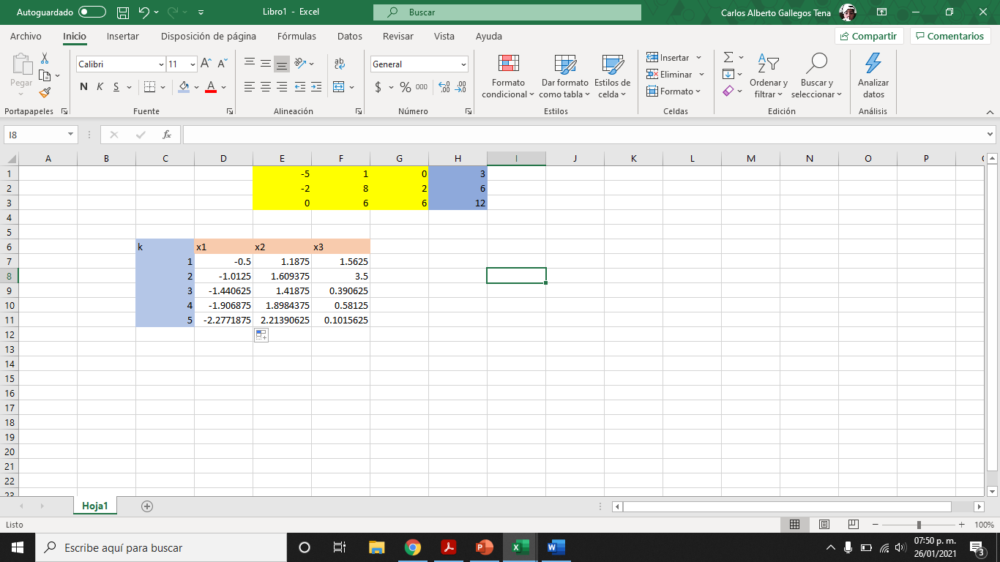 Autoguardado Libro1 - Excel Buscar Carlos Alberto Gallegos Tena
Archivo Inicio Insertar Disposición de página Fórmulas Datos Revisar Vista Ayuda Compartir Comentarios
Pegar Calibri 11 A A ab General Formato condicional Dar formato como tabla Estilos de celda Insertar Eliminar Formato Ordenar y filtrar Buscar y seleccionar Analizar datos
N K S A $ % 000
Portapapeles Fuente Alineación Número Estilos Celdas Edición Análisis
I8 fx
A B C D E F G H I J K L M N O P
1 -5 1 0 3
2 -2 8 2 6
3 0 6 6 12
4
5
6 k x1 x2 x3
7 1 -0.5 1.1875 1.5625
8 2 -1.0125 1.609375 3.5
9 3 -1.440625 1.41875 0.390625
10 4 -1.906875 1.8984375 0.58125
11 5 -2.2771875 2.21390625 0.1015625
12
13
14
15
16
17
18
19
20
21
22
23
Hoja1
Listo 100%
Escribe aquí para buscar 07:50 p. m.
26/01/2021 3